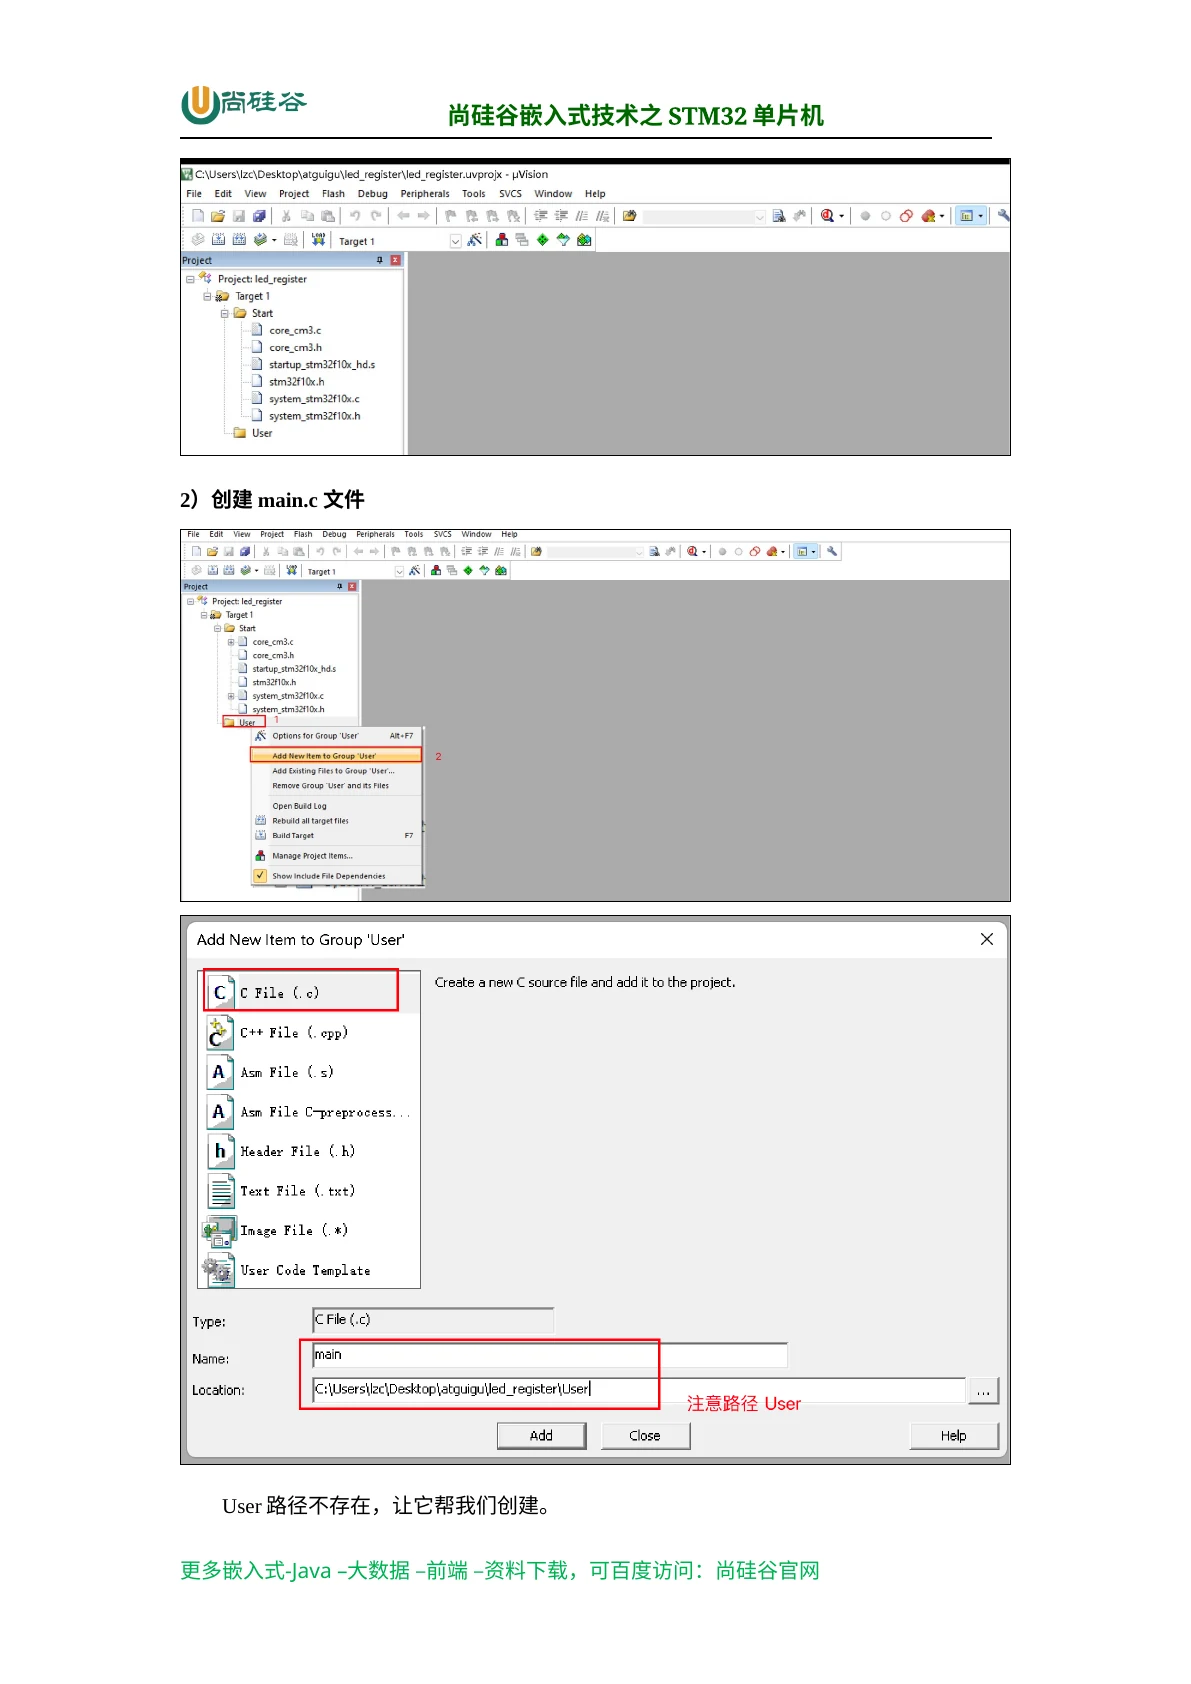 尚硅谷
尚硅谷嵌入式技术之 STM32 单片机
C:\Users\lzc\Desktop\atguigu\led_register\led_register.uvprojx - µVision
File Edit View Project Flash Debug Peripherals Tools SVCS Window Help
Target 1
Project
Project: led_register
Target 1
Start
core_cm3.c
core_cm3.h
startup_stm32f10x_hd.s
stm32f10x.h
system_stm32f10x.c
system_stm32f10x.h
User
2）创建 main.c 文件
File Edit View Project Flash Debug Peripherals Tools SVCS Window Help
Target 1
Project
Project: led_register
Target 1
Start
core_cm3.c
core_cm3.h
startup_stm32f10x_hd.s
stm32f10x.h
system_stm32f10x.c
system_stm32f10x.h
User 1
Options for Group 'User' Alt+F7
Add New Item to Group 'User' 2
Add Existing Files to Group 'User'...
Remove Group 'User' and its Files
Open Build Log
Rebuild all target files
Build Target F7
Manage Project Items...
Show Include File Dependencies
Add New Item to Group 'User'
C File (.c)
Create a new C source file and add it to the project.
C++ File (.cpp)
Asm File (.s)
Asm File C-preprocess...
Header File (.h)
Text File (.txt)
Image File (.*)
User Code Template
Type: C File (.c)
Name: main
Location: C:\Users\lzc\Desktop\atguigu\led_register\User ...
注意路径 User
Add Close Help
User 路径不存在，让它帮我们创建。
更多嵌入式-Java –大数据 –前端 –资料下载，可百度访问：尚硅谷官网